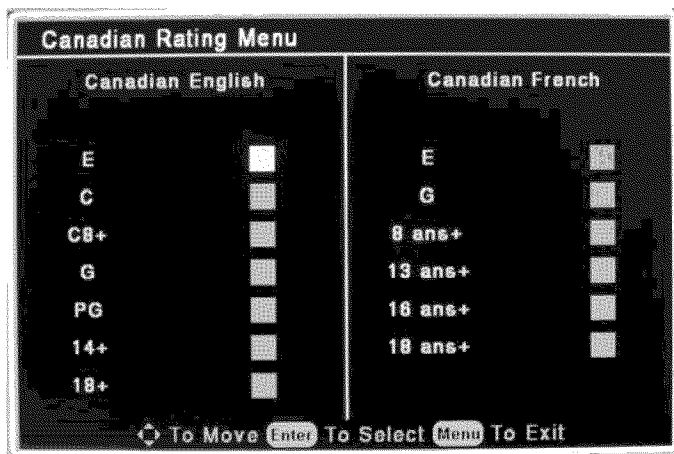 Canadian Rating Menu
Canadian English
E
C
C8+
G
PG
14+
18+
Canadian French
E
G
8 ans+
13 ans+
16 ans+
18 ans+
To Move Enter To Select Menu To Exit